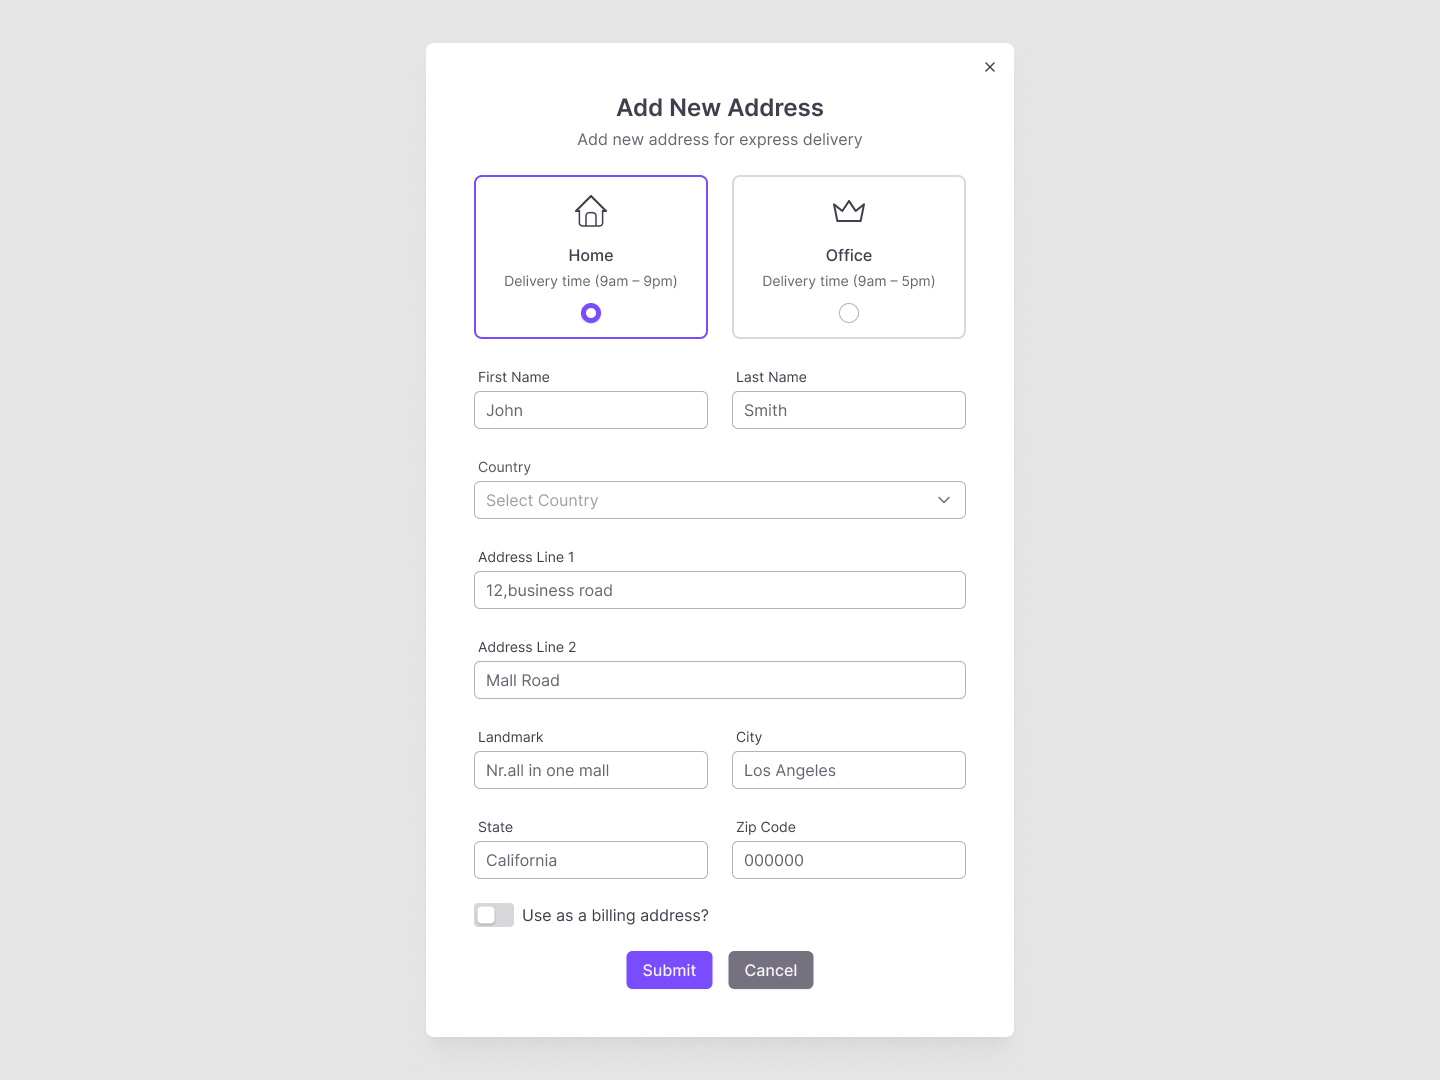 Add New Address
Add new address for express delivery
Home
Delivery time (9am – 9pm)
Office
Delivery time (9am – 5pm)
First Name
John
Last Name
Smith
Country
Select Country
Address Line 1
12,business road
Address Line 2
Mall Road
Landmark
Nr.all in one mall
City
Los Angeles
State
California
Zip Code
000000
Use as a billing address?
Submit
Cancel